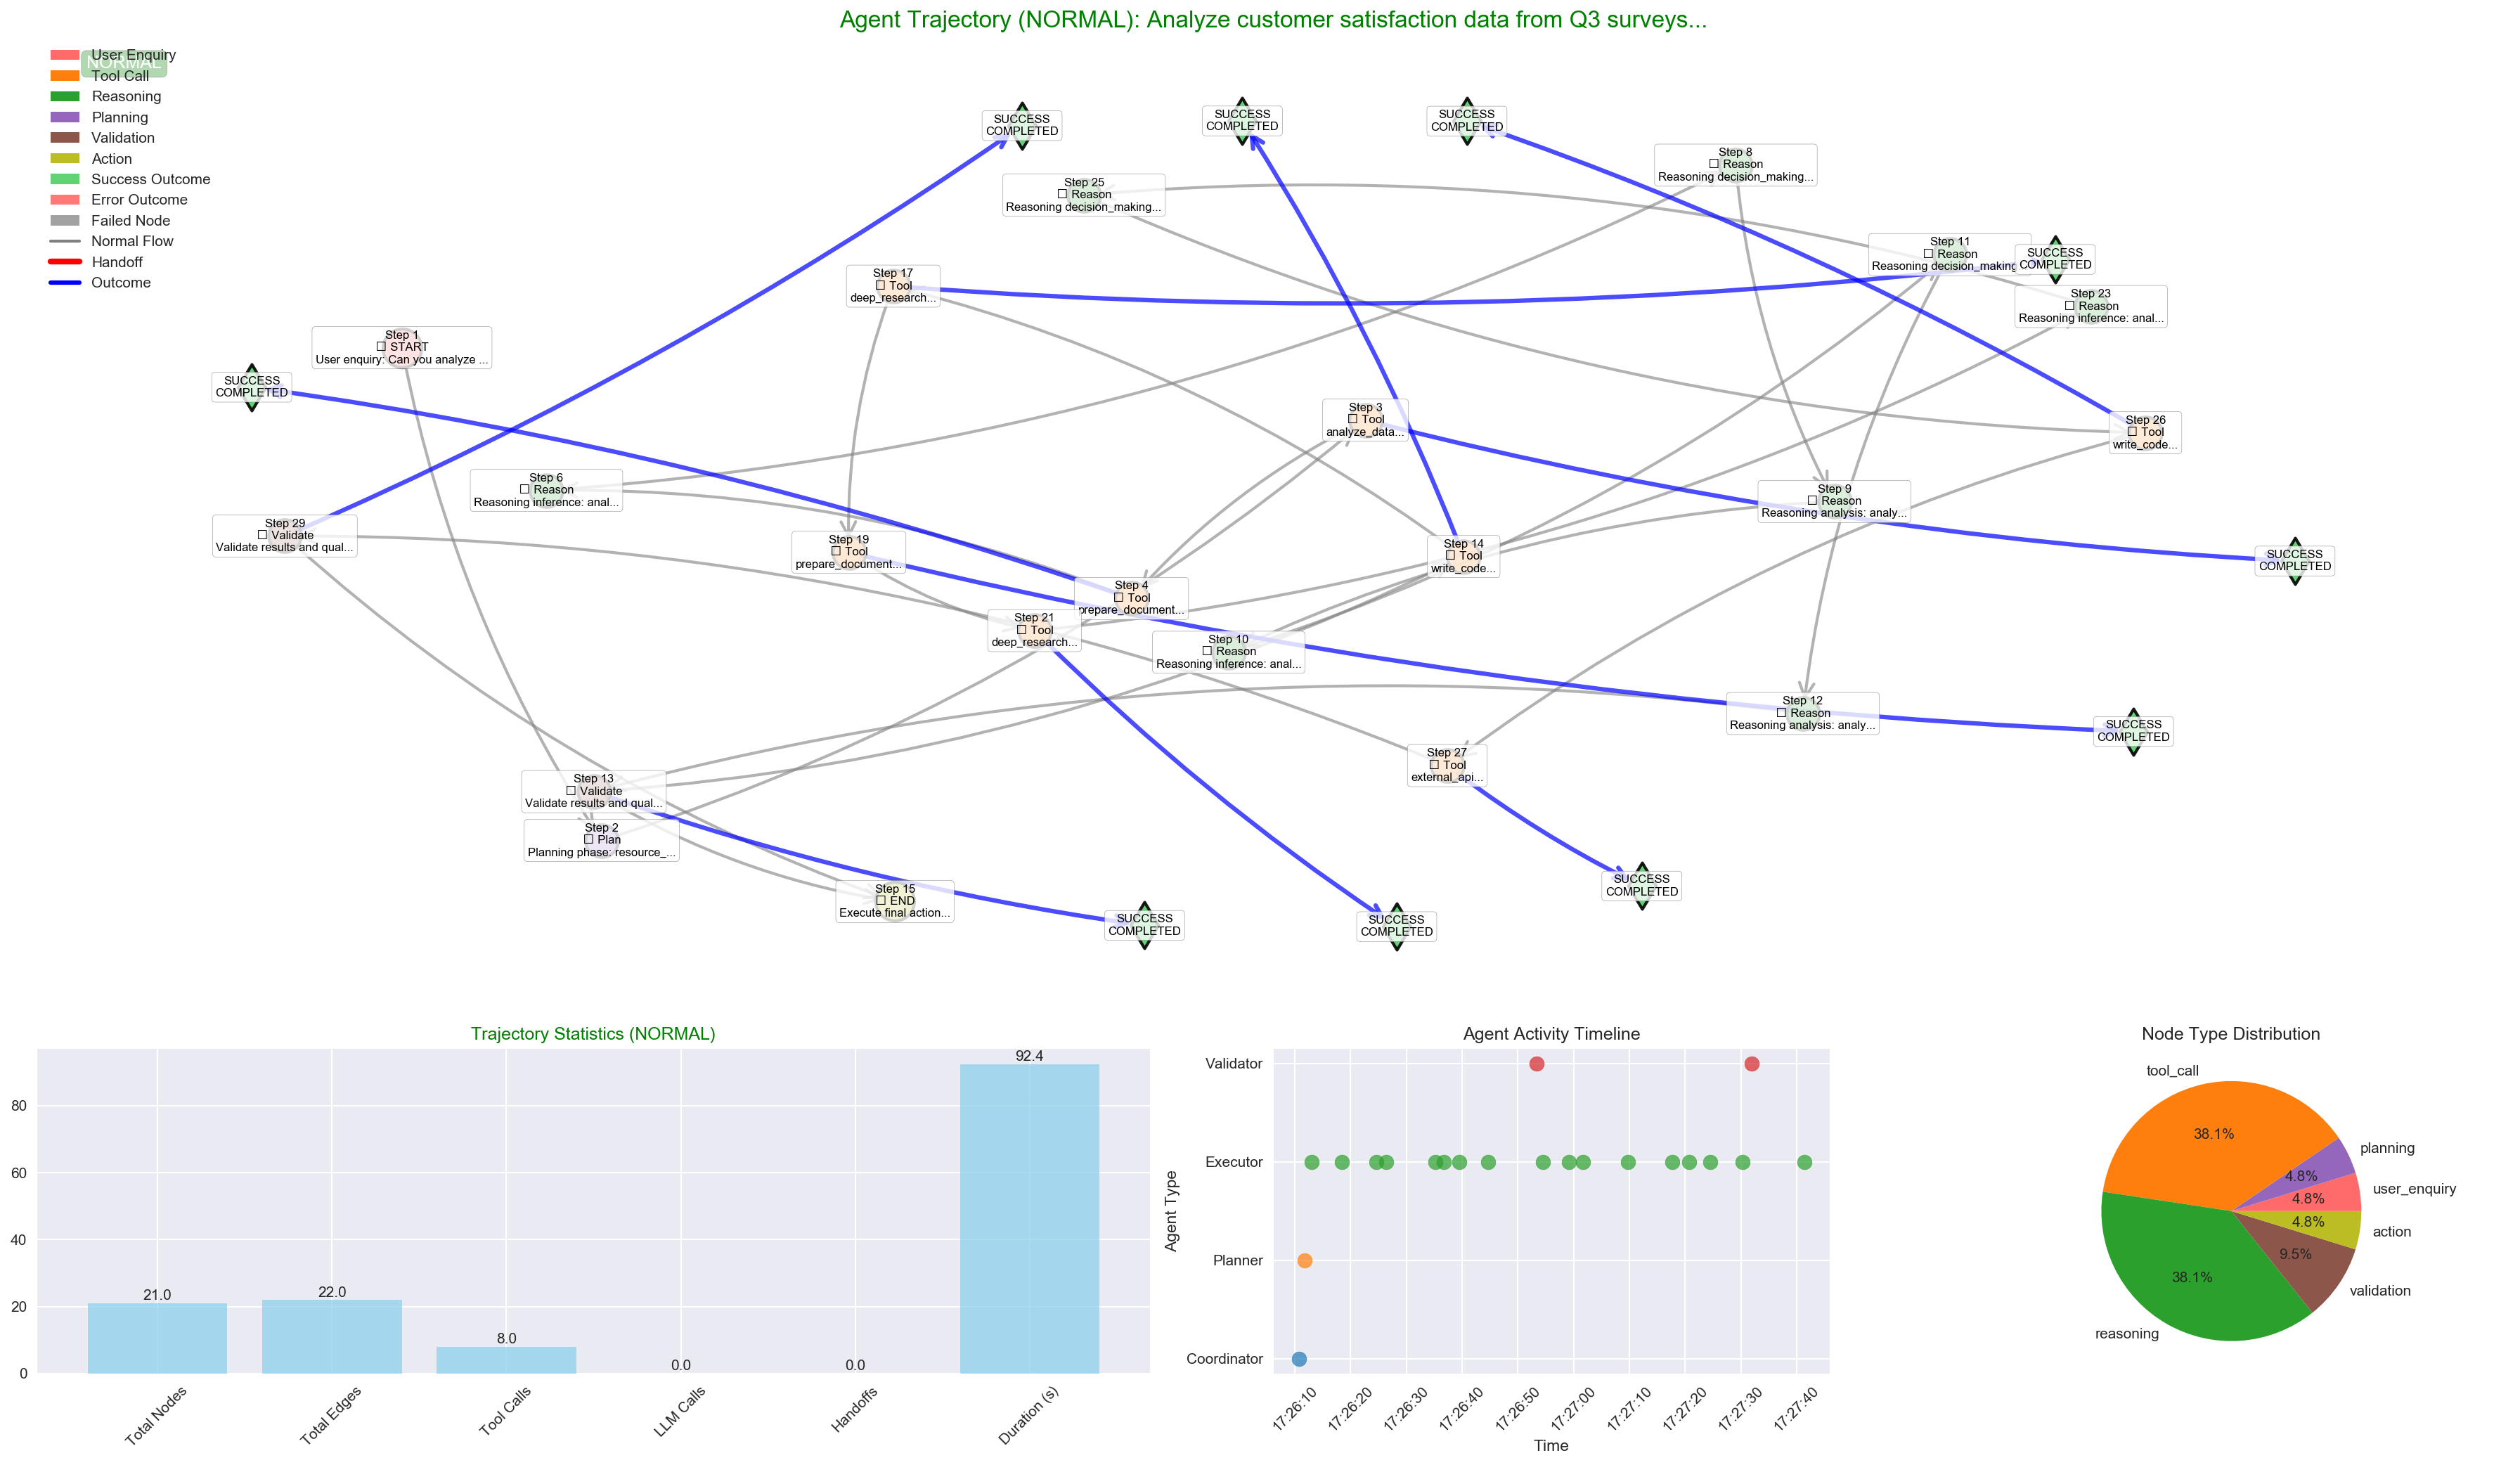 Agent Trajectory (NORMAL): Analyze customer satisfaction data from Q3 surveys...
User Enquiry
NORMAL
Tool Call
Reasoning
Planning
Validation
Action
Success Outcome
Error Outcome
Failed Node
Normal Flow
Handoff
Outcome
SUCCESS
COMPLETED
SUCCESS
COMPLETED
SUCCESS
COMPLETED
Step 8
Reason
Reasoning decision_making...
Step 25
Reason
Reasoning decision_making...
Step 11
Reason
Reasoning decision_making
SUCCESS
COMPLETED
Step 17
Tool
deep_research...
Step 23
Reason
Reasoning inference: anal...
Step 1
START
User enquiry: Can you analyze ...
SUCCESS
COMPLETED
Step 3
Tool
analyze_data...
Step 26
Tool
write_code...
Step 6
Reason
Reasoning inference: anal...
Step 9
Reason
Reasoning analysis: analy...
Step 29
Validate
Validate results and qual...
Step 19
Tool
prepare_document...
Step 14
Tool
write_code...
SUCCESS
COMPLETED
Step 4
Tool
prepare_document...
Step 21
Tool
deep_research...
Step 10
Reason
Reasoning inference: anal...
Step 12
Reason
Reasoning analysis: analy...
SUCCESS
COMPLETED
Step 27
Tool
external_api...
Step 13
Validate
Validate results and qual...
Step 2
Plan
Planning phase: resource_...
SUCCESS
COMPLETED
Step 15
END
Execute final action...
SUCCESS
COMPLETED
SUCCESS
COMPLETED
Trajectory Statistics (NORMAL)
80
60
40
20
0
21.0
22.0
8.0
0.0
0.0
92.4
Total Nodes
Total Edges
Tool Calls
LLM Calls
Handoffs
Duration (s)
Agent Activity Timeline
Agent Type
Validator
Executor
Planner
Coordinator
17:26:10
17:26:20
17:26:30
17:26:40
17:26:50
17:27:00
17:27:10
17:27:20
17:27:30
17:27:40
Time
Node Type Distribution
tool_call
38.1%
planning
4.8%
user_enquiry
4.8%
action
4.8%
validation
9.5%
reasoning
38.1%